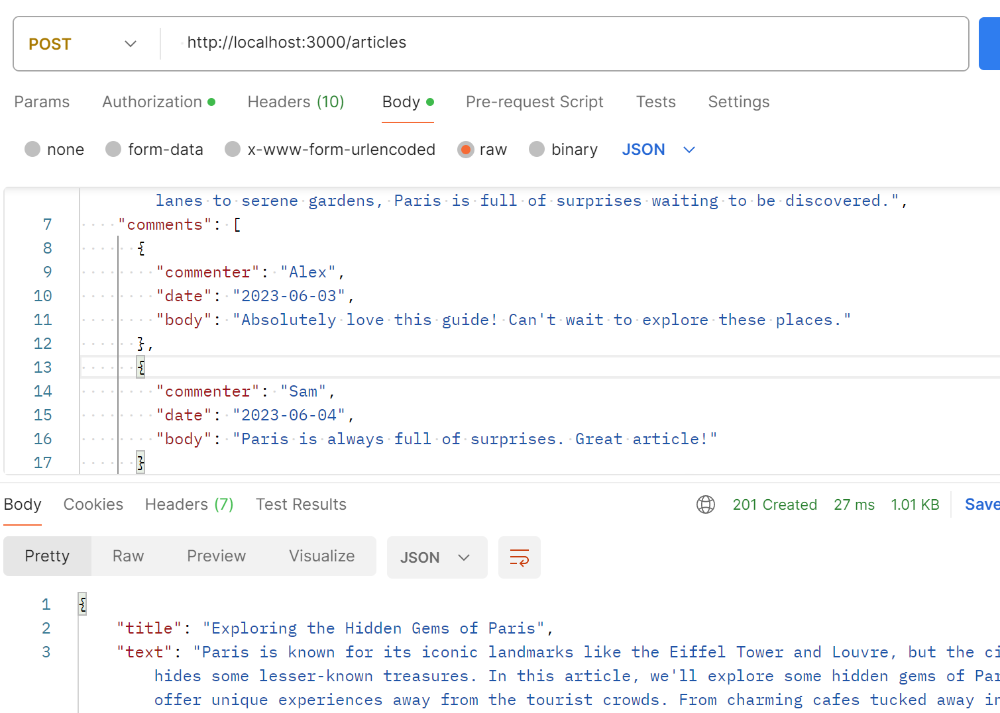 POST http://localhost:3000/articles
Params Authorization Headers (10) Body Pre-request Script Tests Settings
none form-data x-www-form-urlencoded raw binary JSON
lanes to serene gardens, Paris is full of surprises waiting to be discovered.",
7 "comments": [
8 {
9 "commenter": "Alex",
10 "date": "2023-06-03",
11 "body": "Absolutely love this guide! Can't wait to explore these places."
12 },
13 {
14 "commenter": "Sam",
15 "date": "2023-06-04",
16 "body": "Paris is always full of surprises. Great article!"
17 }
Body Cookies Headers (7) Test Results 201 Created 27 ms 1.01 KB Save
Pretty Raw Preview Visualize JSON
1 {
2 "title": "Exploring the Hidden Gems of Paris",
3 "text": "Paris is known for its iconic landmarks like the Eiffel Tower and Louvre, but the
hides some lesser-known treasures. In this article, we'll explore some hidden gems of
offer unique experiences away from the tourist crowds. From charming cafes tucked away